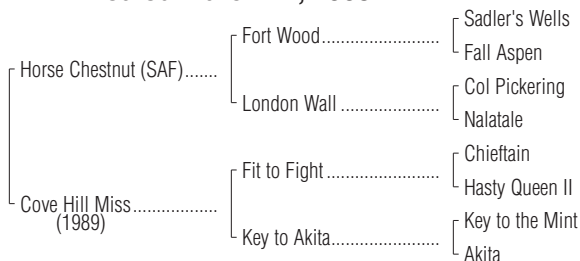 Sadler's Wells
Fort Wood
Fall Aspen
Horse Chestnut (SAF)
Col Pickering
London Wall
Nalatale
Chieftain
Fit to Fight
Hasty Queen II
Cove Hill Miss
(1989)
Key to the Mint
Key to Akita
Akita